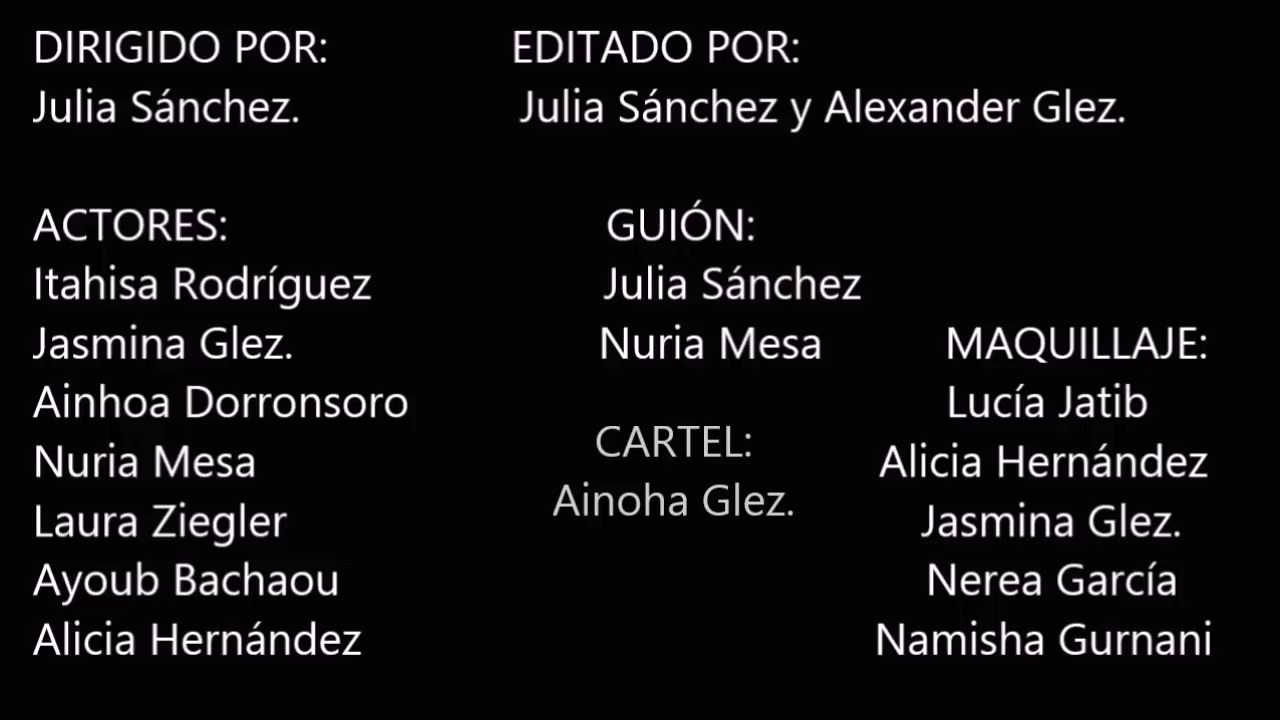 DIRIGIDO POR:
Julia Sánchez.
EDITADO POR:
Julia Sánchez y Alexander Glez.
ACTORES:
Itahisa Rodríguez
Jasmina Glez.
Ainhoa Dorronsoro
Nuria Mesa
Laura Ziegler
Ayoub Bachaou
Alicia Hernández
GUIÓN:
Julia Sánchez
Nuria Mesa
CARTEL:
Ainoha Glez.
MAQUILLAJE:
Lucía Jatib
Alicia Hernández
Jasmina Glez.
Nerea García
Namisha Gurnani